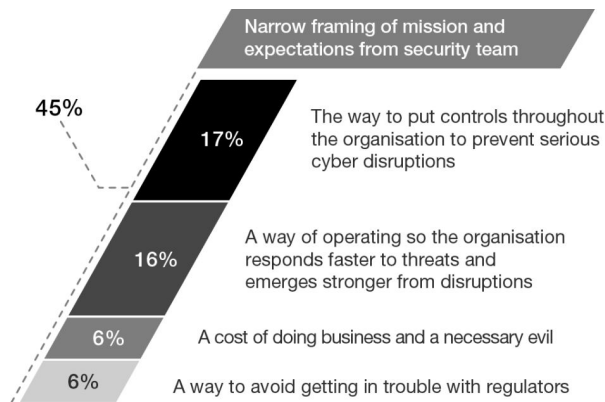 Narrow framing of mission and
expectations from security team
45%
17%
The way to put controls throughout
the organisation to prevent serious
cyber disruptions
16%
A way of operating so the organisation
responds faster to threats and
emerges stronger from disruptions
6%
A cost of doing business and a necessary evil
6%
A way to avoid getting in trouble with regulators